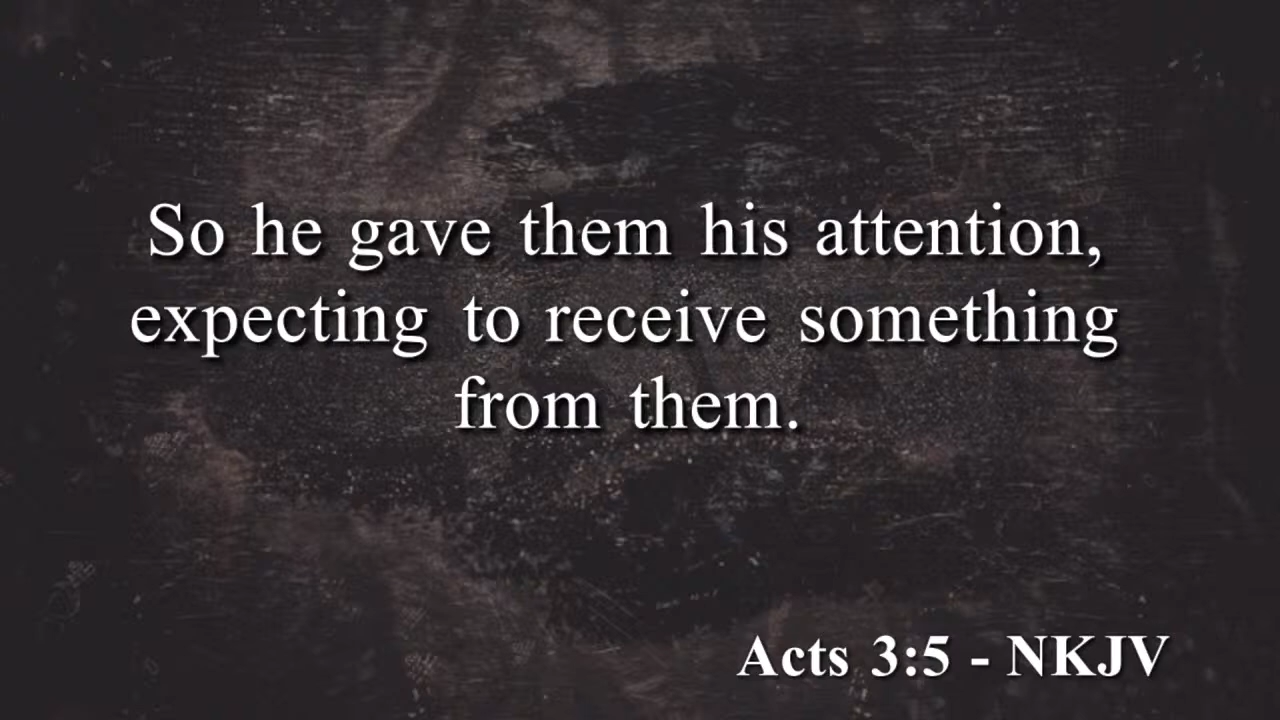 So he gave them his attention,
expecting to receive something
from them.
Acts 3:5 - NKJV